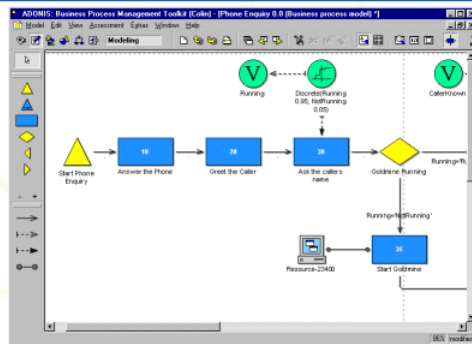 ADONIS: Business Process Management Toolkit (Colin) - [Phone Enquiry 0.0 (Business process model) *]
Model Edit View Assessment Extras Window Help
Modeling
V
V
Running
Discrete(Running
0.95; NotRunning
0.05)
CallerKnown
10
20
30
Start Phone
Enquiry
Answer the Phone
Greet the Caller
Ask the callers
name
Goldmine Running
Running='R
Running='NotRunning'
35
Resource-23400
Start Goldmine
86%